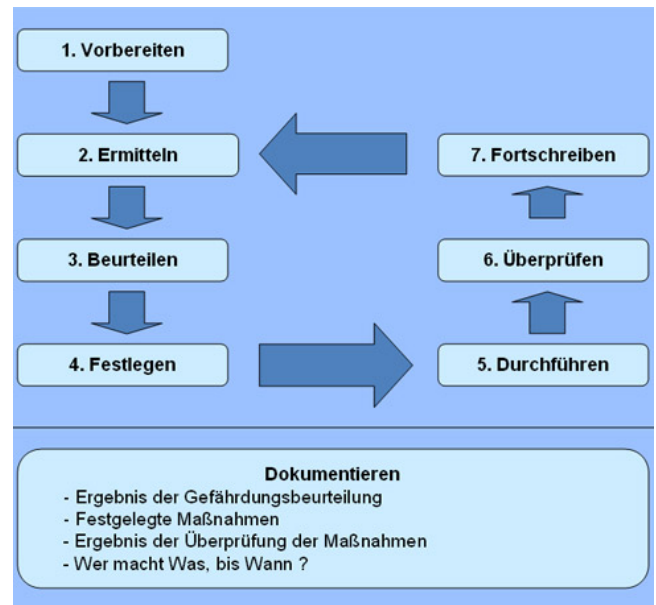 1. Vorbereiten
2. Ermitteln
3. Beurteilen
4. Festlegen
5. Durchführen
6. Überprüfen
7. Fortschreiben
Dokumentieren
- Ergebnis der Gefährdungsbeurteilung
- Festgelegte Maßnahmen
- Ergebnis der Überprüfung der Maßnahmen
- Wer macht Was, bis Wann ?